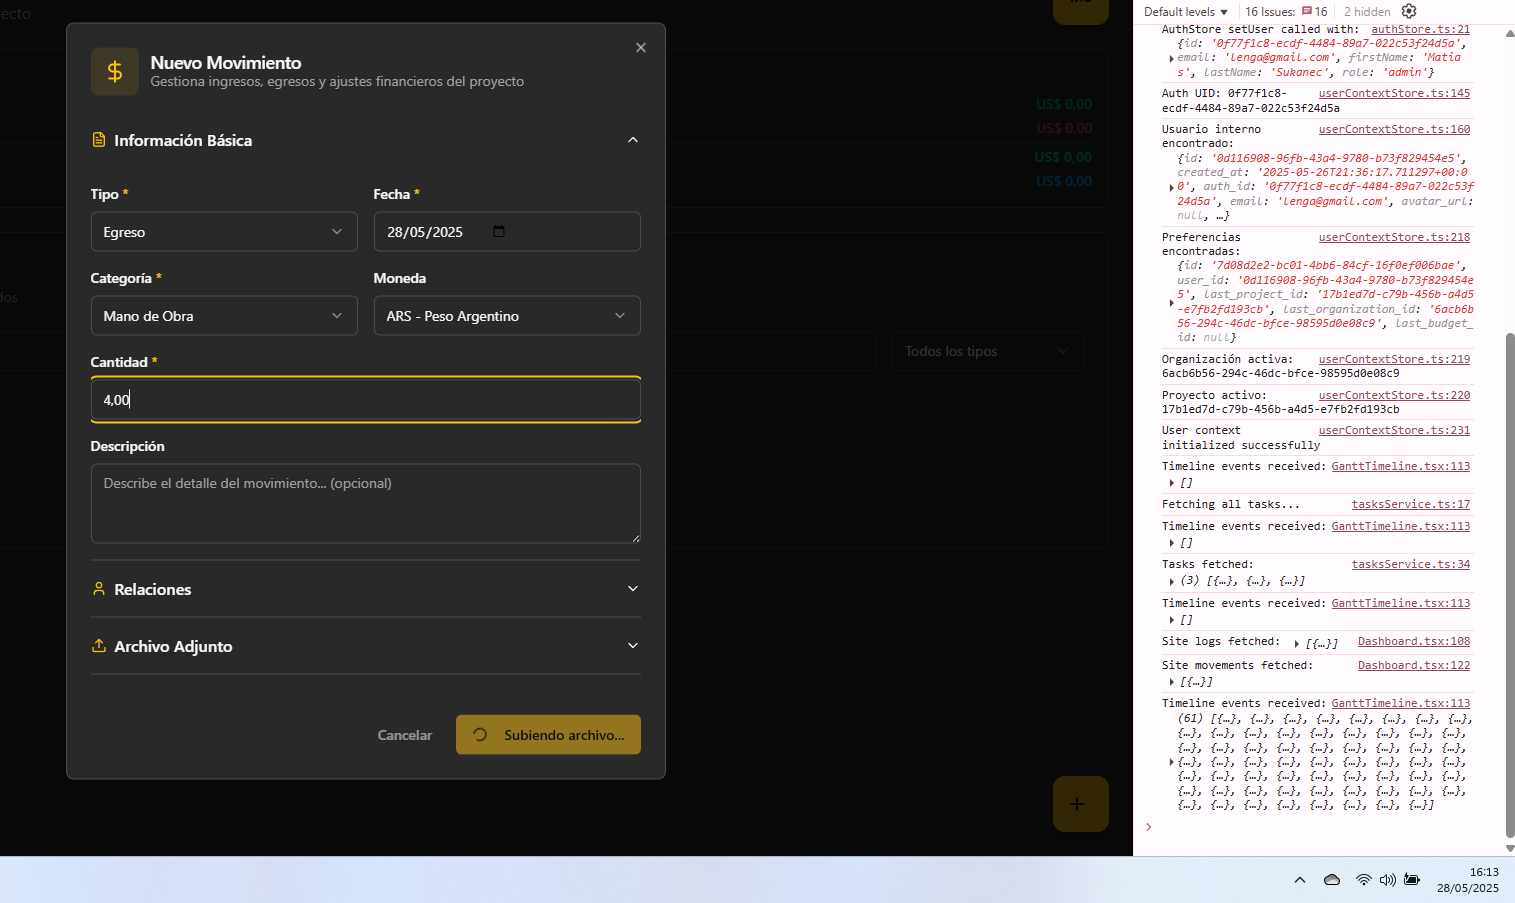 yecto
Nuevo Movimiento
Gestiona ingresos, egresos y ajustes financieros del proyecto
Información Básica
Tipo *
Fecha *
Egreso
28/05/2025
Categoría *
Moneda
Mano de Obra
ARS - Peso Argentino
Cantidad *
4,00
Descripción
Describe el detalle del movimiento... (opcional)
Relaciones
Archivo Adjunto
Cancelar
Subiendo archivo...
US$ 0,00
US$ 0,00
US$ 0,00
US$ 0,00
dos
Todos los tipos
+
Default levels
16 Issues: 16
2 hidden
AuthStore setUser called with: authStore.ts:21
{id: '0f77f1c8-ecdf-4484-89a7-022c53f24d5a',
email: 'lenga@gmail.com', firstName: 'Matia
s', lastName: 'Sukanec', role: 'admin'}
Auth UID: 0f77f1c8- userContextStore.ts:145
ecdf-4484-89a7-022c53f24d5a
Usuario interno userContextStore.ts:160
encontrado:
{id: '0d116908-96fb-43a4-9780-b73f829454e5',
created_at: '2025-05-26T21:36:17.711297+00:0
0', auth_id: '0f77f1c8-ecdf-4484-89a7-022c53f
24d5a', email: 'lenga@gmail.com', avatar_url:
null, …}
Preferencias userContextStore.ts:218
encontradas:
{id: '7d08d2e2-bc01-4bb6-84cf-16f0ef006bae',
user_id: '0d116908-96fb-43a4-9780-b73f829454e
5', last_project_id: '17b1ed7d-c79b-456b-a4d5
-e7fb2fd193cb', last_organization_id: '6acb6b
56-294c-46dc-bfce-98595d0e08c9', last_budget_
id: null}
Organización activa: userContextStore.ts:219
6acb6b56-294c-46dc-bfce-98595d0e08c9
Proyecto activo: userContextStore.ts:220
17b1ed7d-c79b-456b-a4d5-e7fb2fd193cb
User context userContextStore.ts:231
initialized successfully
Timeline events received: GanttTimeline.tsx:113
[]
Fetching all tasks... tasksService.ts:17
Timeline events received: GanttTimeline.tsx:113
[]
Tasks fetched: tasksService.ts:34
(3) [{…}, {…}, {…}]
Timeline events received: GanttTimeline.tsx:113
[]
Site logs fetched: [{…}] Dashboard.tsx:108
Site movements fetched: Dashboard.tsx:122
[{…}]
Timeline events received: GanttTimeline.tsx:113
(61) [{…}, {…}, {…}, {…}, {…}, {…}, {…}, {…},
{…}, {…}, {…}, {…}, {…}, {…}, {…}, {…}, {…},
{…}, {…}, {…}, {…}, {…}, {…}, {…}, {…}, {…},
{…}, {…}, {…}, {…}, {…}, {…}, {…}, {…}, {…},
{…}, {…}, {…}, {…}, {…}, {…}, {…}, {…}, {…},
{…}, {…}, {…}, {…}, {…}, {…}, {…}, {…}, {…},
{…}, {…}, {…}, {…}, {…}, {…}, {…}, {…}]
16:13
28/05/2025